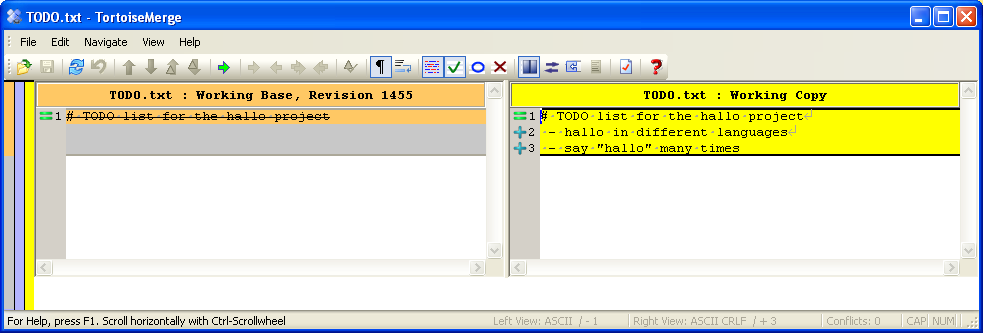 TODO.txt - TortoiseMerge
File Edit Navigate View Help
TODO.txt : Working Base, Revision 1455
1 # TODO list for the hallo project
TODO.txt : Working Copy
1 # TODO list for the hallo project
2 - hallo in different languages
3 - say "hallo" many times
For Help, press F1. Scroll horizontally with Ctrl-Scrollwheel
Left View: ASCII / - 1
Right View: ASCII CRLF / + 3
Conflicts: 0
CAP NUM